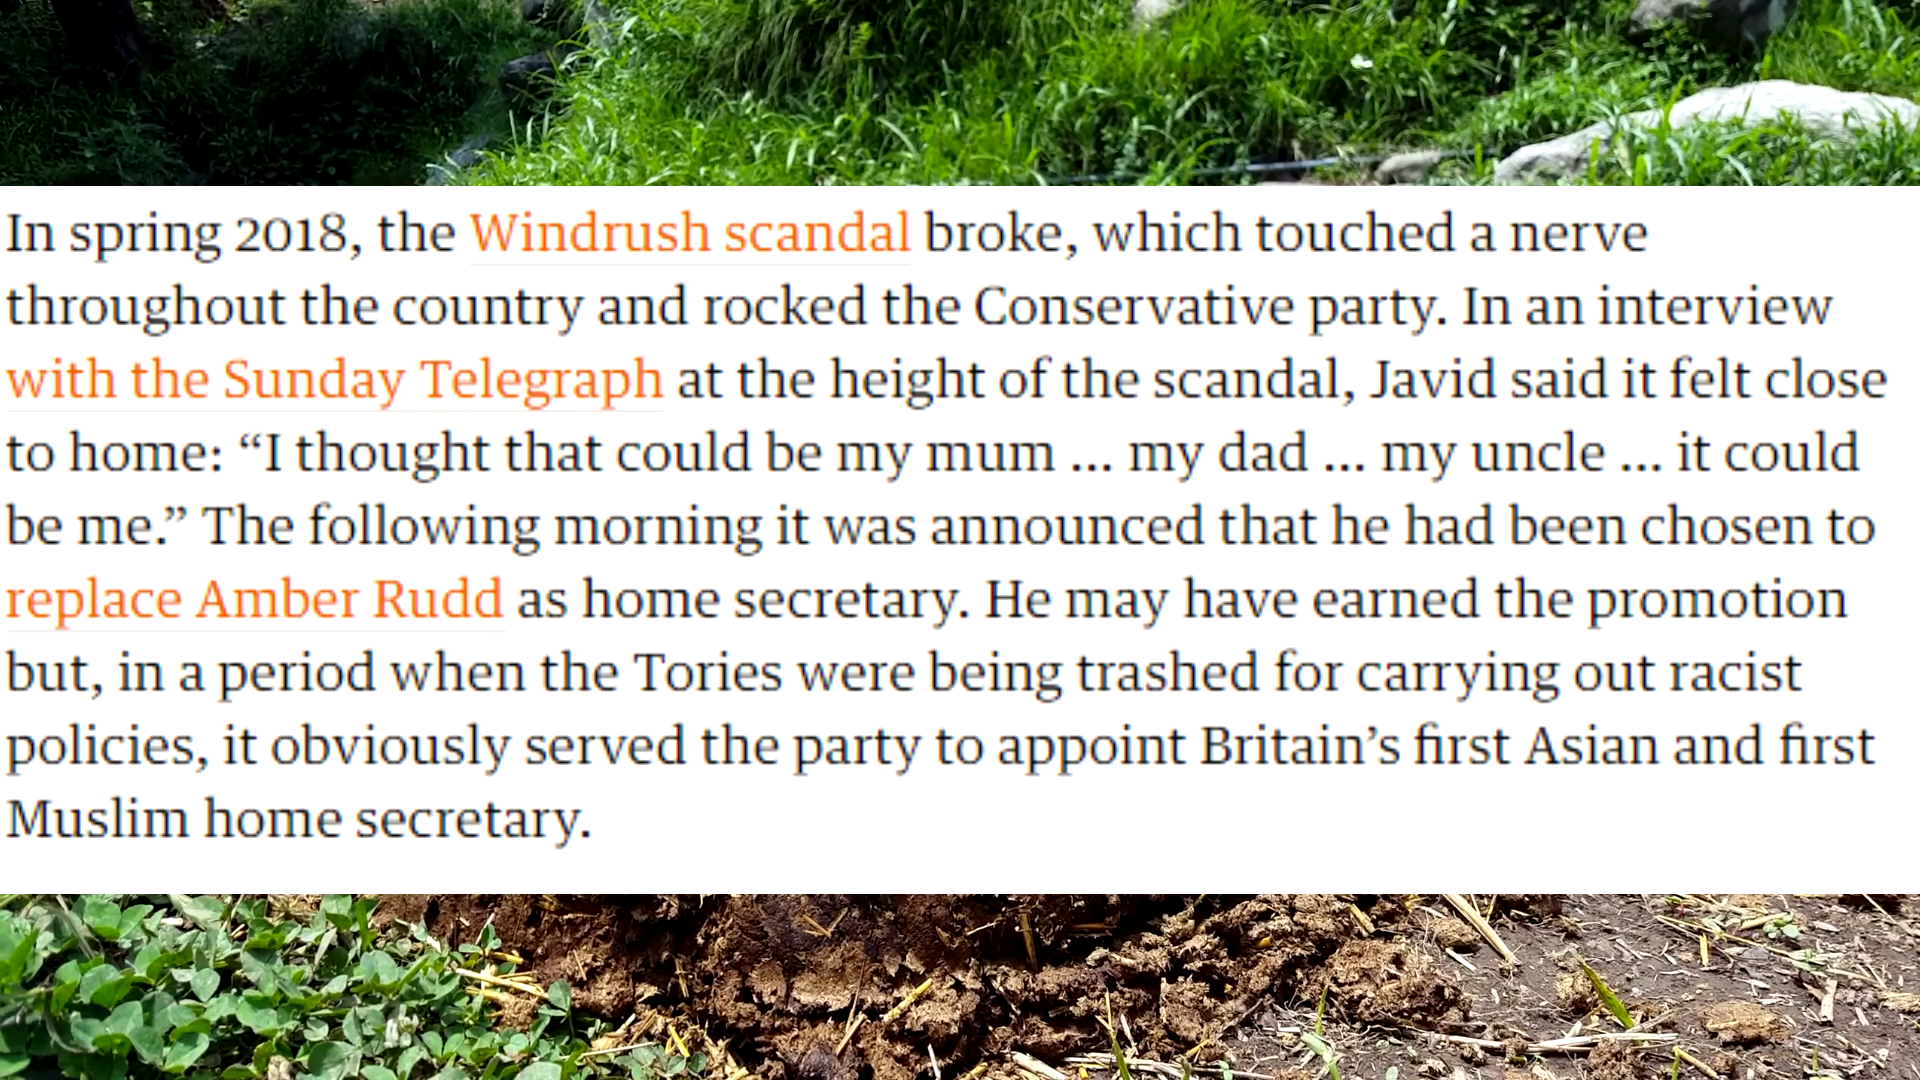 In spring 2018, the Windrush scandal broke, which touched a nerve
throughout the country and rocked the Conservative party. In an interview
with the Sunday Telegraph at the height of the scandal, Javid said it felt close
to home: “I thought that could be my mum ... my dad ... my uncle ... it could
be me.” The following morning it was announced that he had been chosen to
replace Amber Rudd as home secretary. He may have earned the promotion
but, in a period when the Tories were being trashed for carrying out racist
policies, it obviously served the party to appoint Britain’s first Asian and first
Muslim home secretary.